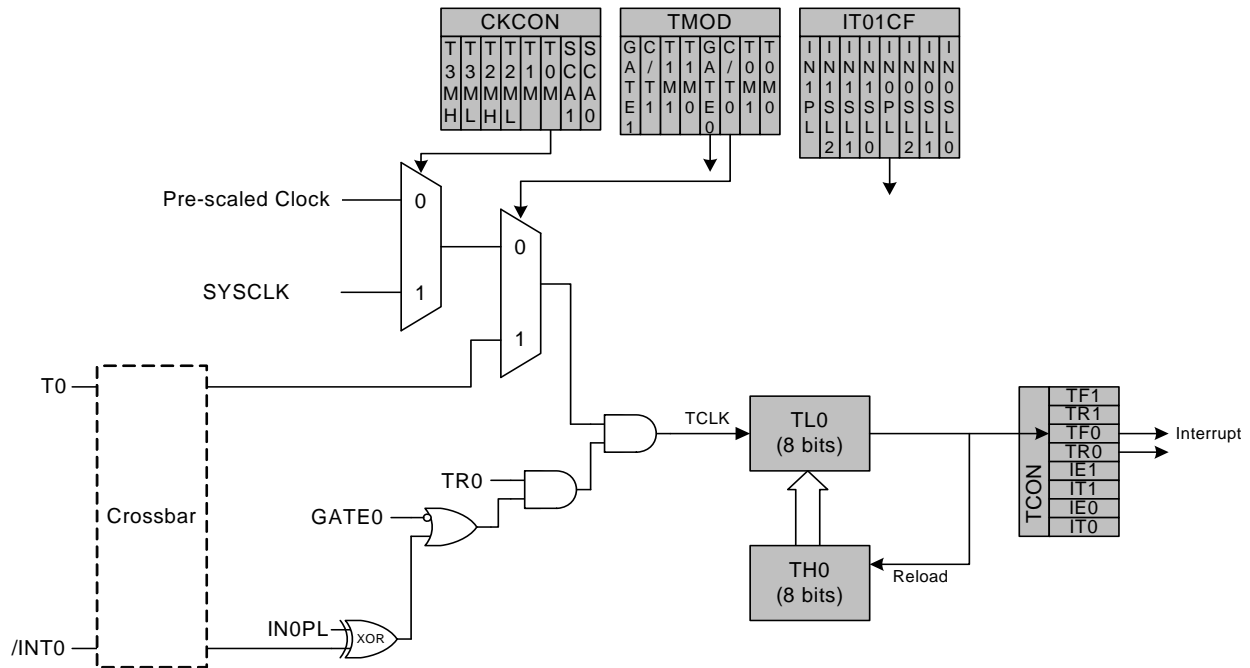 CKCON
T3MH T3ML T2MH T2ML T1M T0M SCA1 SCA0
TMOD
GATE1 C/T1 T1M1 T1M0 GATE0 C/T0 T0M1 T0M0
IT01CF
IN1PL IN1SL2 IN1SL1 IN1SL0 IN0PL IN0SL2 IN0SL1 IN0SL0
Pre-scaled Clock
0
SYSCLK
1
0
1
T0
Crossbar
/INT0
TR0
GATE0
IN0PL
XOR
TCLK
TL0
(8 bits)
TH0
(8 bits)
Reload
TCON
TF1
TR1
TF0
TR0
IE1
IT1
IE0
IT0
Interrupt